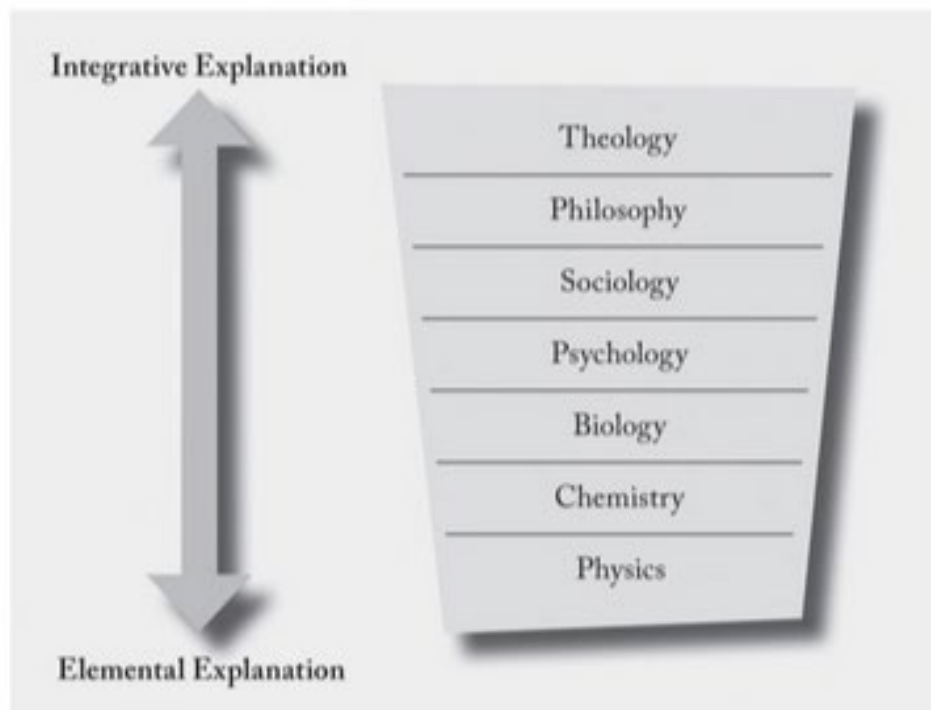 Integrative Explanation
Theology
Philosophy
Sociology
Psychology
Biology
Chemistry
Physics
Elemental Explanation